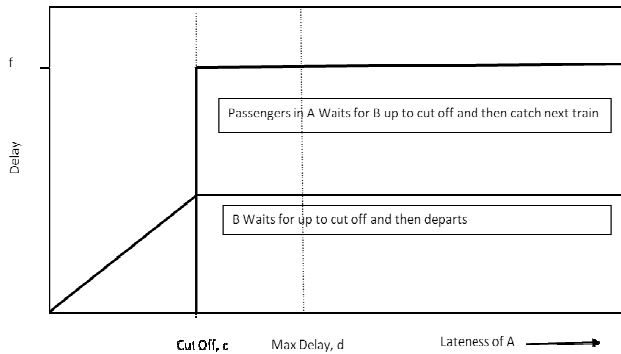 f
Delay
Passengers in A Waits for B up to cut off and then catch next train
B Waits for up to cut off and then departs
Cut Off, c
Max Delay, d
Lateness of A